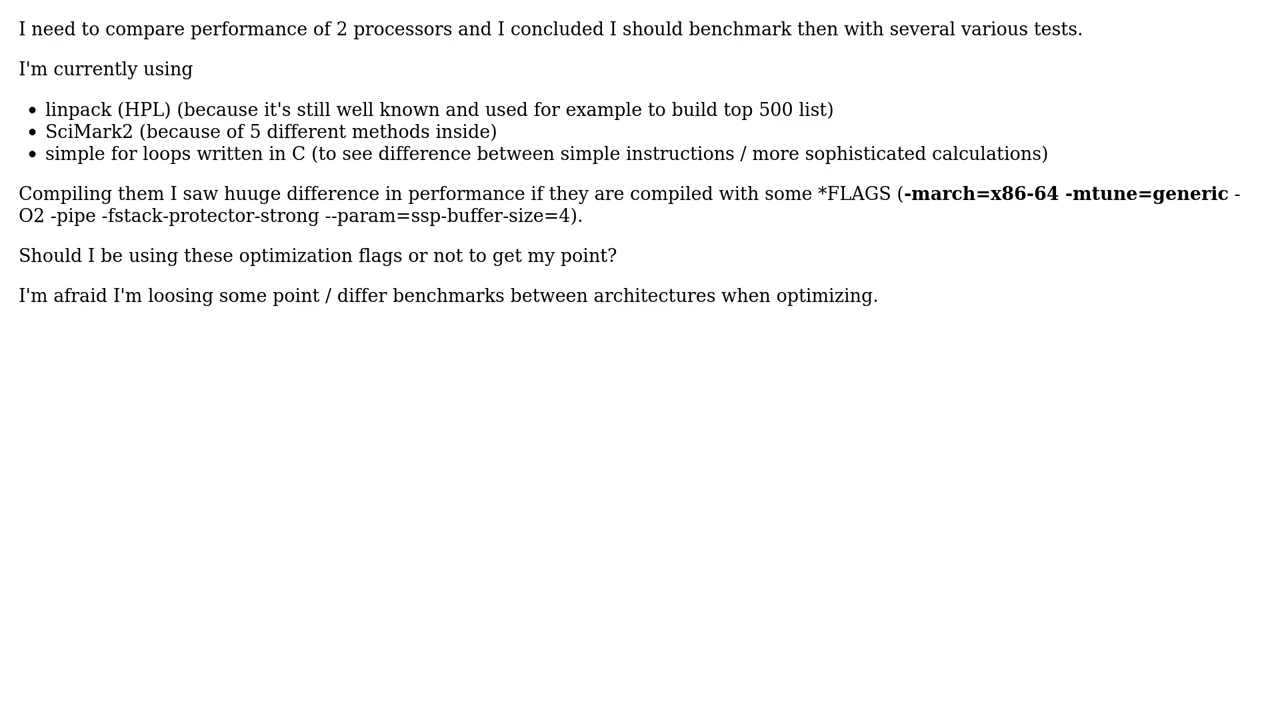 I need to compare performance of 2 processors and I concluded I should benchmark then with several various tests.
I'm currently using
• linpack (HPL) (because it's still well known and used for example to build top 500 list)
• SciMark2 (because of 5 different methods inside)
• simple for loops written in C (to see difference between simple instructions / more sophisticated calculations)
Compiling them I saw huuge difference in performance if they are compiled with some *FLAGS (-march=x86-64 -mtune=generic -
O2 -pipe -fstack-protector-strong --param=ssp-buffer-size=4).
Should I be using these optimization flags or not to get my point?
I'm afraid I'm loosing some point / differ benchmarks between architectures when optimizing.